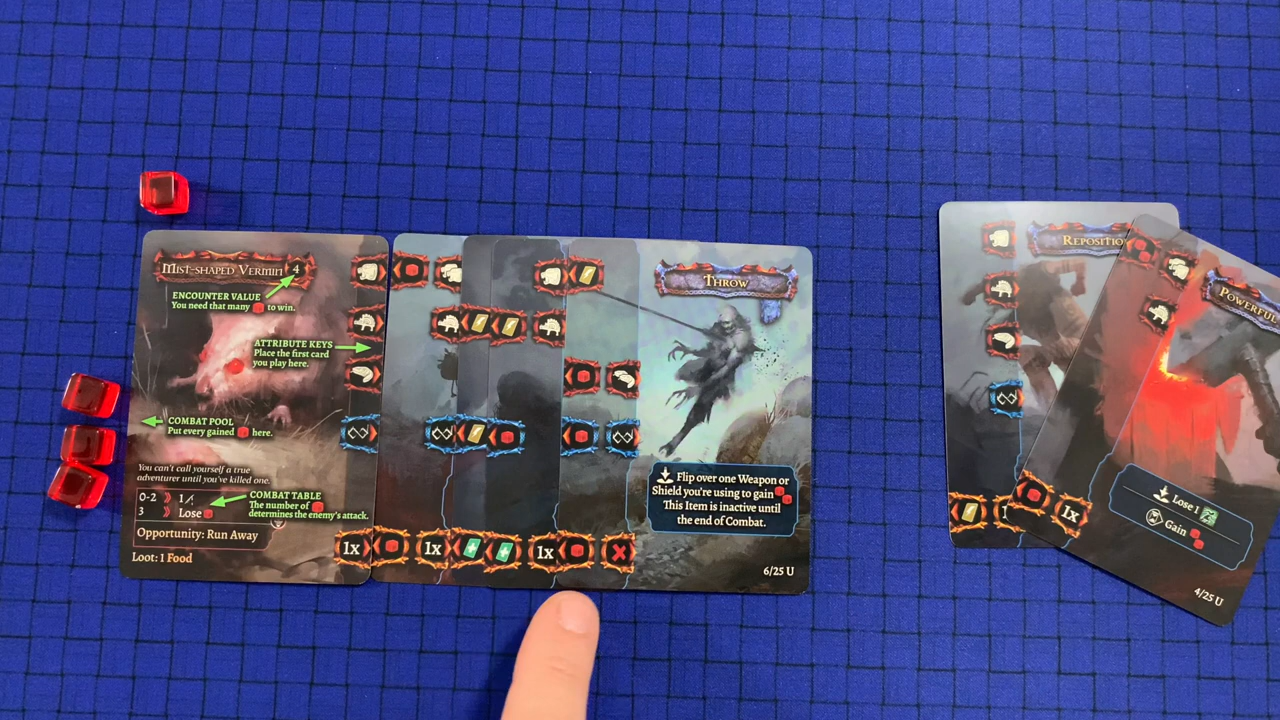 MIST-SHAPED VERMIN 4
ENCOUNTER VALUE
You need that many to win.
ATTRIBUTE KEYS
Place the first card
you play here.
COMBAT POOL
Put every gained here.
You can't call yourself a true
adventurer until you've killed one.
COMBAT TABLE
The number of
determines the enemy's attack.
0-2 1
3 Lose
Opportunity: Run Away
Loot: 1 Food
1x
1x
1x
THROW
Flip over one Weapon or
Shield you're using to gain
This Item is inactive until
the end of Combat.
6/25 U
REPOSITIO
POWERFUL
1x
Lose 1
Gain
4/25 U